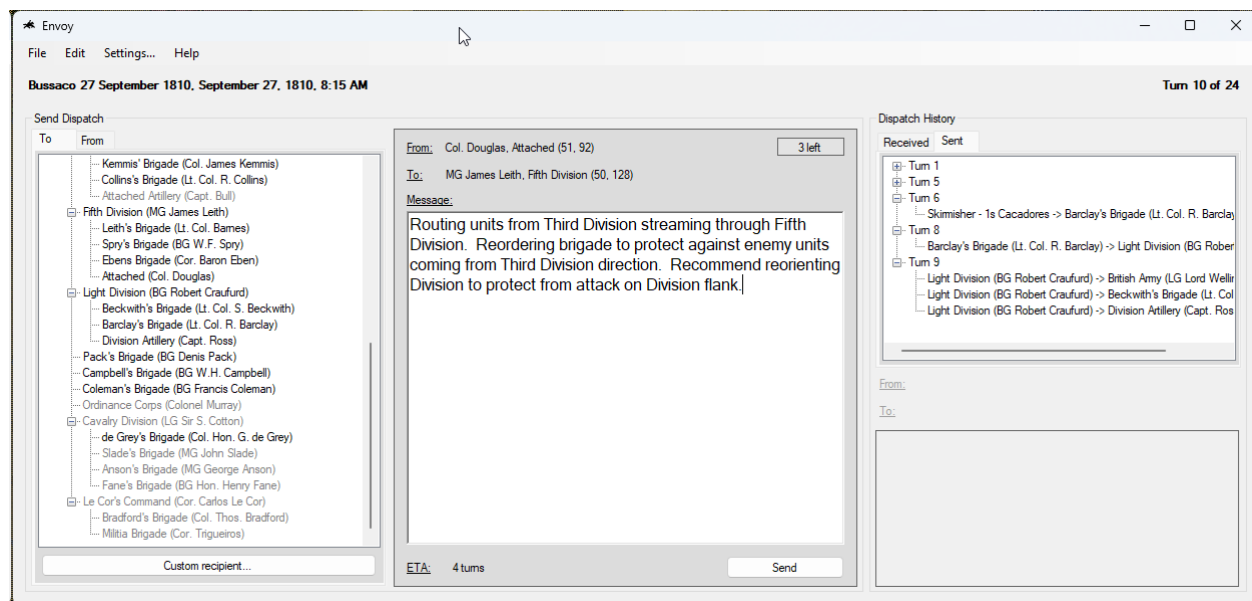 Envoy
File Edit Settings... Help
Bussaco 27 September 1810, September 27, 1810, 8:15 AM
Turn 10 of 24
Send Dispatch
To From
Kemmis' Brigade (Col. James Kemmis)
Collins's Brigade (Lt. Col. R. Collins)
Attached Artillery (Capt. Bull)
Fifth Division (MG James Leith)
Leith's Brigade (Lt. Col. Barnes)
Spry's Brigade (BG W.F. Spry)
Ebens Brigade (Cor. Baron Eben)
Attached (Col. Douglas)
Light Division (BG Robert Craufurd)
Beckwith's Brigade (Lt. Col. S. Beckwith)
Barclay's Brigade (Lt. Col. R. Barclay)
Division Artillery (Capt. Ross)
Pack's Brigade (BG Denis Pack)
Campbell's Brigade (BG W.H. Campbell)
Coleman's Brigade (BG Francis Coleman)
Ordinance Corps (Colonel Murray)
Cavalry Division (LG Sir S. Cotton)
de Grey's Brigade (Col. Hon. G. de Grey)
Slade's Brigade (MG John Slade)
Anson's Brigade (MG George Anson)
Fane's Brigade (BG Hon. Henry Fane)
Le Cor's Command (Cor. Carlos Le Cor)
Bradford's Brigade (Col. Thos. Bradford)
Militia Brigade (Cor. Trigueiros)
Custom recipient...
From: Col. Douglas, Attached (51, 92)
3 left
To: MG James Leith, Fifth Division (50, 128)
Message:
Routing units from Third Division streaming through Fifth
Division. Reordering brigade to protect against enemy units
coming from Third Division direction. Recommend reorienting
Division to protect from attack on Division flank.
ETA: 4 turns
Send
Dispatch History
Received Sent
Turn 1
Turn 5
Turn 6
Skirmisher - 1s Cacadores -> Barclay's Brigade (Lt. Col. R. Barclay
Turn 8
Barclay's Brigade (Lt. Col. R. Barclay) -> Light Division (BG Rober
Turn 9
Light Division (BG Robert Craufurd) -> British Army (LG Lord Wellin
Light Division (BG Robert Craufurd) -> Beckwith's Brigade (Lt. Col
Light Division (BG Robert Craufurd) -> Division Artillery (Capt. Ros
From:
To: